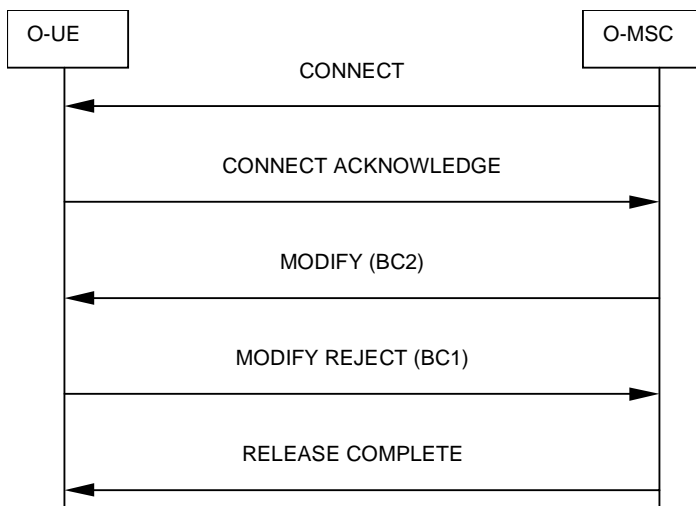 O-UE
O-MSC
CONNECT
CONNECT ACKNOWLEDGE
MODIFY (BC2)
MODIFY REJECT (BC1)
RELEASE COMPLETE